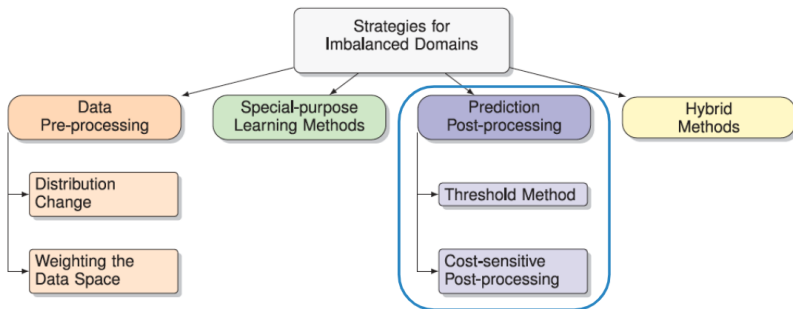 Strategies for
Imbalanced Domains
Data
Pre-processing
Special-purpose
Learning Methods
Prediction
Post-processing
Hybrid
Methods
Distribution
Change
Threshold Method
Weighting the
Data Space
Cost-sensitive
Post-processing